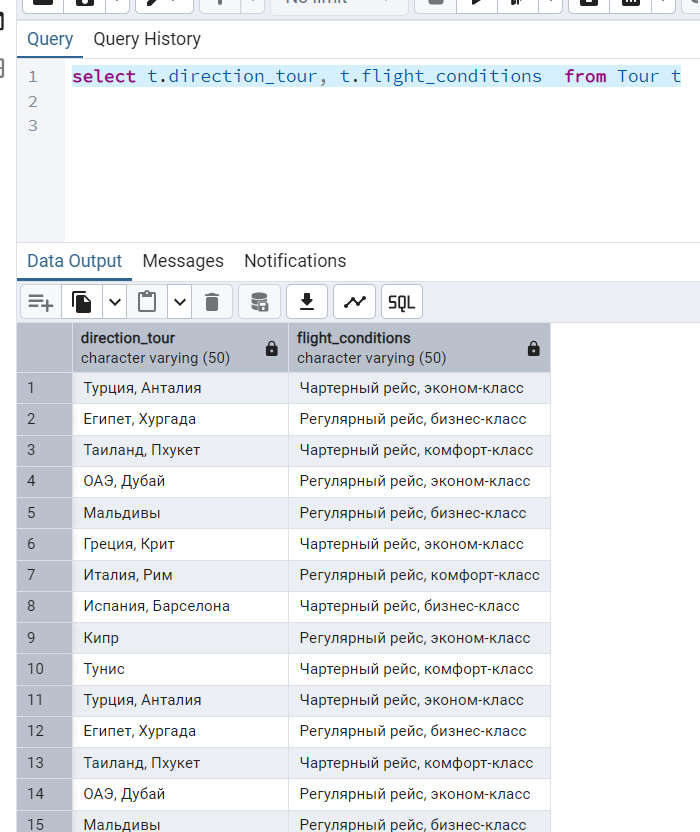 No limit
Query Query History
1 select t.direction_tour, t.flight_conditions from Tour t
2
3
Data Output Messages Notifications
SQL
direction_tour flight_conditions
character varying (50) character varying (50)
1 Турция, Анталия Чартерный рейс, эконом-класс
2 Египет, Хургада Регулярный рейс, бизнес-класс
3 Таиланд, Пхукет Чартерный рейс, комфорт-класс
4 ОАЭ, Дубай Регулярный рейс, эконом-класс
5 Мальдивы Регулярный рейс, бизнес-класс
6 Греция, Крит Чартерный рейс, эконом-класс
7 Италия, Рим Регулярный рейс, комфорт-класс
8 Испания, Барселона Чартерный рейс, бизнес-класс
9 Кипр Регулярный рейс, эконом-класс
10 Тунис Чартерный рейс, комфорт-класс
11 Турция, Анталия Чартерный рейс, эконом-класс
12 Египет, Хургада Регулярный рейс, бизнес-класс
13 Таиланд, Пхукет Чартерный рейс, комфорт-класс
14 ОАЭ, Дубай Регулярный рейс, эконом-класс
15 Мальдивы Регулярный рейс, бизнес-класс